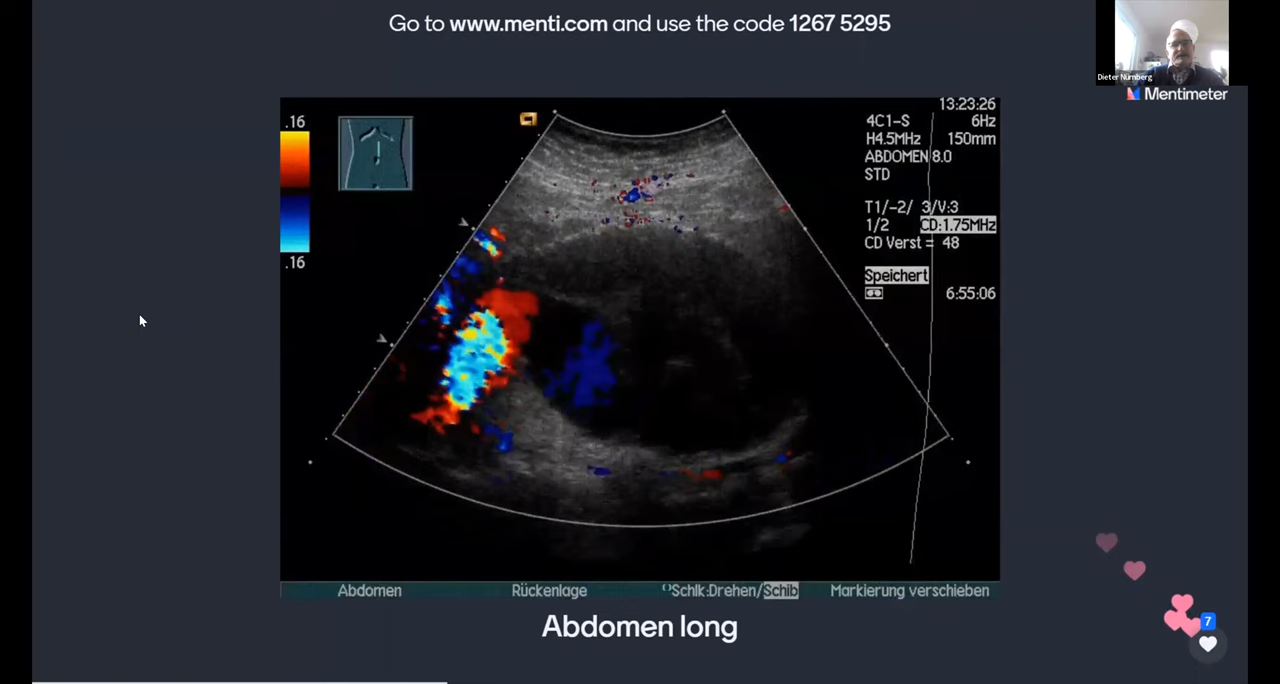 Go to www.menti.com and use the code 1267 5295
Dieter Nürnberg
Mentimeter
13:23:26
.16
4C1-S 6Hz
H4.5MHz 150mm
ABDOMEN 8.0
STD
T1/-2/ 3/V:3
1/2 CD:1.75MHz
CD Verst = 48
.16
Speichert
6:55:06
Abdomen Rückenlage Schlk:Drehen/Schib Markierung verschieben
Abdomen long
7